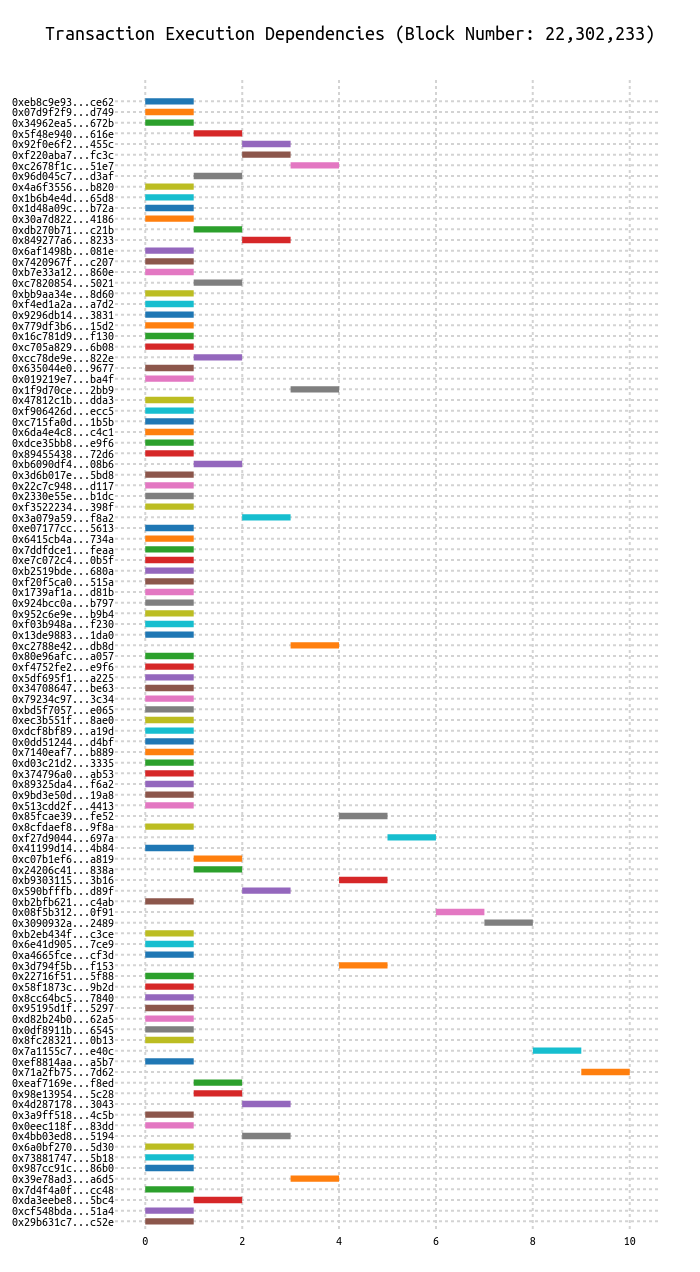 Transaction Execution Dependencies (Block Number: 22,302,233)
0xeb8c9e93...ce62
0x07d9f2f9...d749
0x34962ea5...672b
0x5f48e940...616e
0x92f0e6f2...455c
0xf220aba7...fc3c
0xc2678f1c...51e7
0x96d045c7...d3af
0x4a6f3556...b820
0x1b6b4e4d...65d8
0x1d48a09c...b72a
0x30a7d822...4186
0xdb270b71...c21b
0x849277a6...8233
0x6af1498b...081e
0x7420967f...c207
0xb7e33a12...860e
0xc7820854...5021
0xbb9aa34e...8d60
0xf4ed1a2a...a7d2
0x9296db14...3831
0x779df3b6...15d2
0x16c781d9...f130
0xc705a829...6b08
0xcc78de9e...822e
0x635044e0...9677
0x019219e7...ba4f
0x1f9d70ce...2bb9
0x47812c1b...dda3
0xf906426d...ecc5
0xc715fa0d...1b5b
0x6da4e4c8...c4c1
0xdce35bb8...e9f6
0x89455438...72d6
0xb6090df4...08b6
0x3d6b017e...5bd8
0x22c7c948...d117
0x2330e55e...b1dc
0xf3522234...398f
0x3a079a59...f8a2
0xe07177cc...5613
0x6415cb4a...734a
0x7ddfdce1...feaa
0xe7c072c4...0b5f
0xb2519bde...680a
0xf20f5ca0...515a
0x1739af1a...d81b
0x924bcc0a...b797
0x952c6e9e...b9b4
0xf03b948a...f230
0x13de9883...1da0
0xc2788e42...db8d
0x80e96afc...a057
0xf4752fe2...e9f6
0x5df695f1...a225
0x34708647...be63
0x79234c97...3c34
0xbd5f7057...e065
0xec3b551f...8ae0
0xdcf8bf89...a19d
0x0dd51244...d4bf
0x7140eaf7...b889
0xd03c21d2...3335
0x374796a0...ab53
0x89325da4...f6a2
0x9bd3e50d...19a8
0x513cdd2f...4413
0x85fcae39...fe52
0x8cfdaef8...9f8a
0xf27d9044...697a
0x41199d14...4b84
0xc07b1ef6...a819
0x24206c41...838a
0xb9303115...3b16
0x590bfffb...d89f
0xb2bfb621...c4ab
0x08f5b312...0f91
0x3090932a...2489
0xb2eb434f...c3ce
0x6e41d905...7ce9
0xa4665fce...cf3d
0x3d794f5b...f153
0x22716f51...5f88
0x58f1873c...9b2d
0x8cc64bc5...7840
0x95195d1f...5297
0xd82b24b0...62a5
0x0df8911b...6545
0x8fc28321...0b13
0x7a1155c7...e40c
0xef8814aa...a5b7
0x71a2fb75...7d62
0xeaf7169e...f8ed
0x98e13954...5c28
0x4d287178...3043
0x3a9ff518...4c5b
0x0eec118f...83dd
0x4bb03ed8...5194
0x6a0bf270...5d30
0x73881747...5b18
0x987cc91c...86b0
0x39e78ad3...a6d5
0x7d4f4a0f...cc48
0xda3eebe8...5bc4
0xcf548bda...51a4
0x29b631c7...c52e
0 2 4 6 8 10